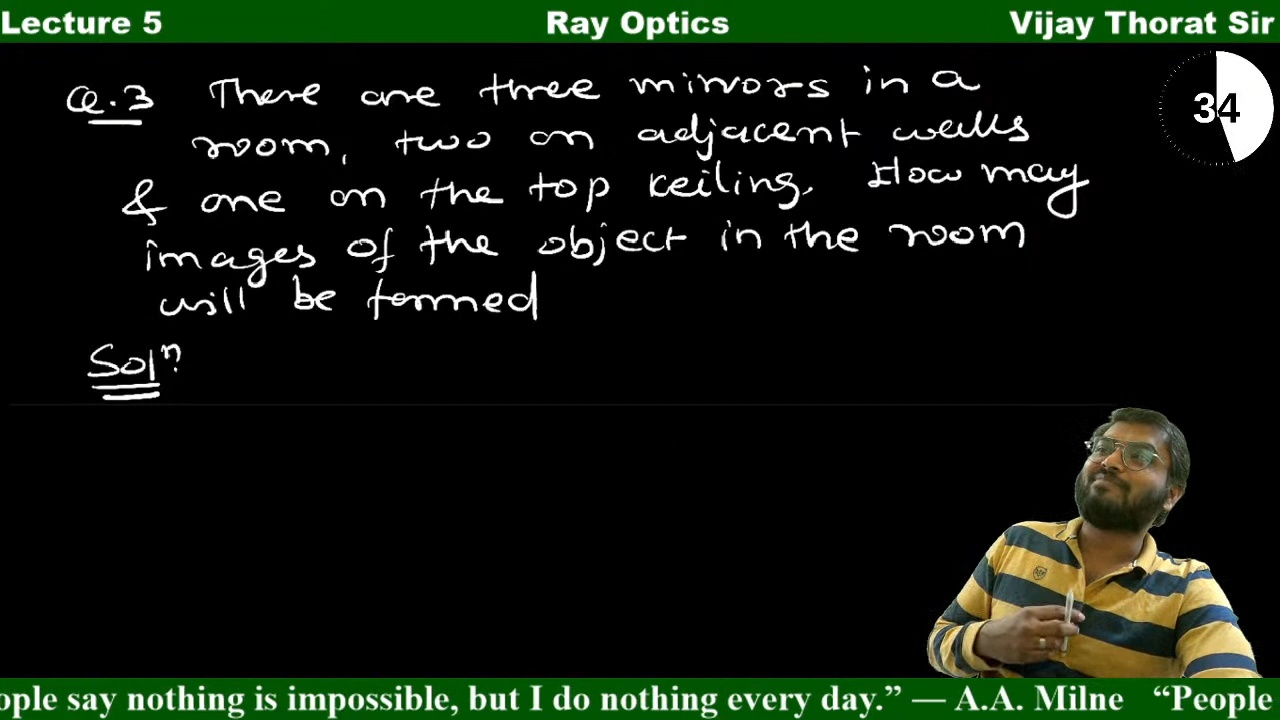 Lecture 5 Ray Optics Vijay Thorat Sir
34
Q.3 There are three mirrors in a
room, two on adjacent walls
& one on the top keiling. How may
images of the object in the room
will be formed
Solⁿ:
ople say nothing is impossible, but I do nothing every day.” — A.A. Milne “People